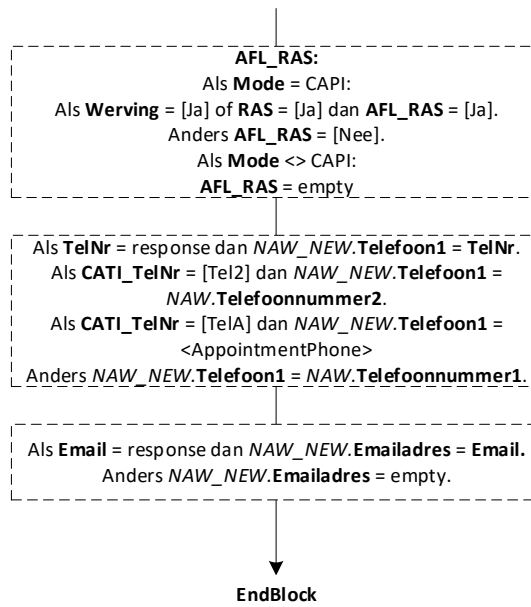 AFL_RAS:
Als Mode = CAPI:
Als Werving = [Ja] of RAS = [Ja] dan AFL_RAS = [Ja].
Anders AFL_RAS = [Nee].
Als Mode <> CAPI:
AFL_RAS = empty
Als TelNr = response dan NAW_NEW.Telefoon1 = TelNr.
Als CATI_TelNr = [Tel2] dan NAW_NEW.Telefoon1 =
NAW.Telefoonnummer2.
Als CATI_TelNr = [TelA] dan NAW_NEW.Telefoon1 =
<AppointmentPhone>
Anders NAW_NEW.Telefoon1 = NAW.Telefoonnummer1.
Als Email = response dan NAW_NEW.Emailadres = Email.
Anders NAW_NEW.Emailadres = empty.
EndBlock